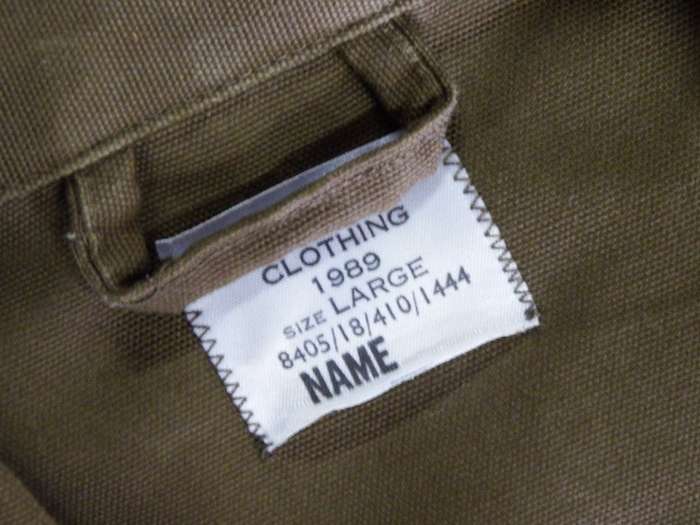 CLOTHING
1989
SIZE LARGE
8405/18/410/1444
NAME